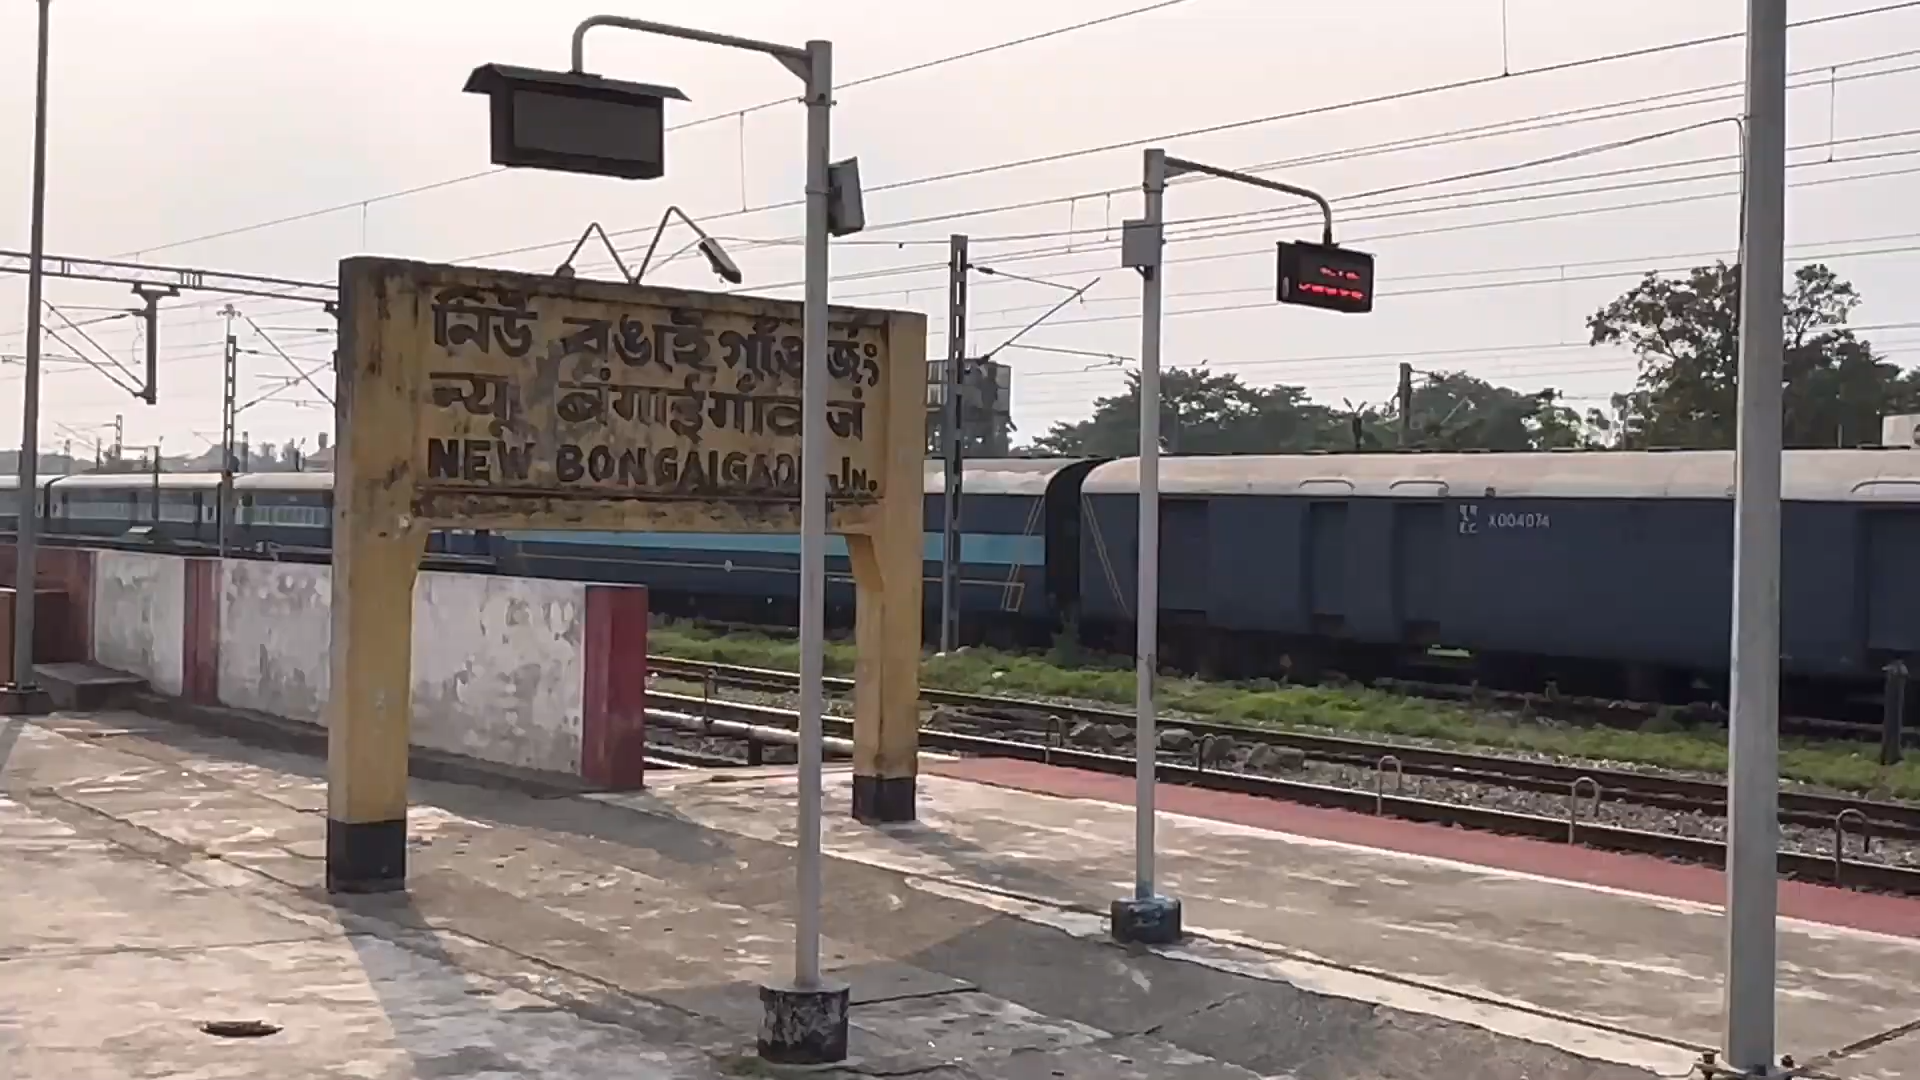 নিউ বঙাইগাঁও জং
न्यू बंगाईगाँव जं
NEW BONGAIGAON JN.
X004074